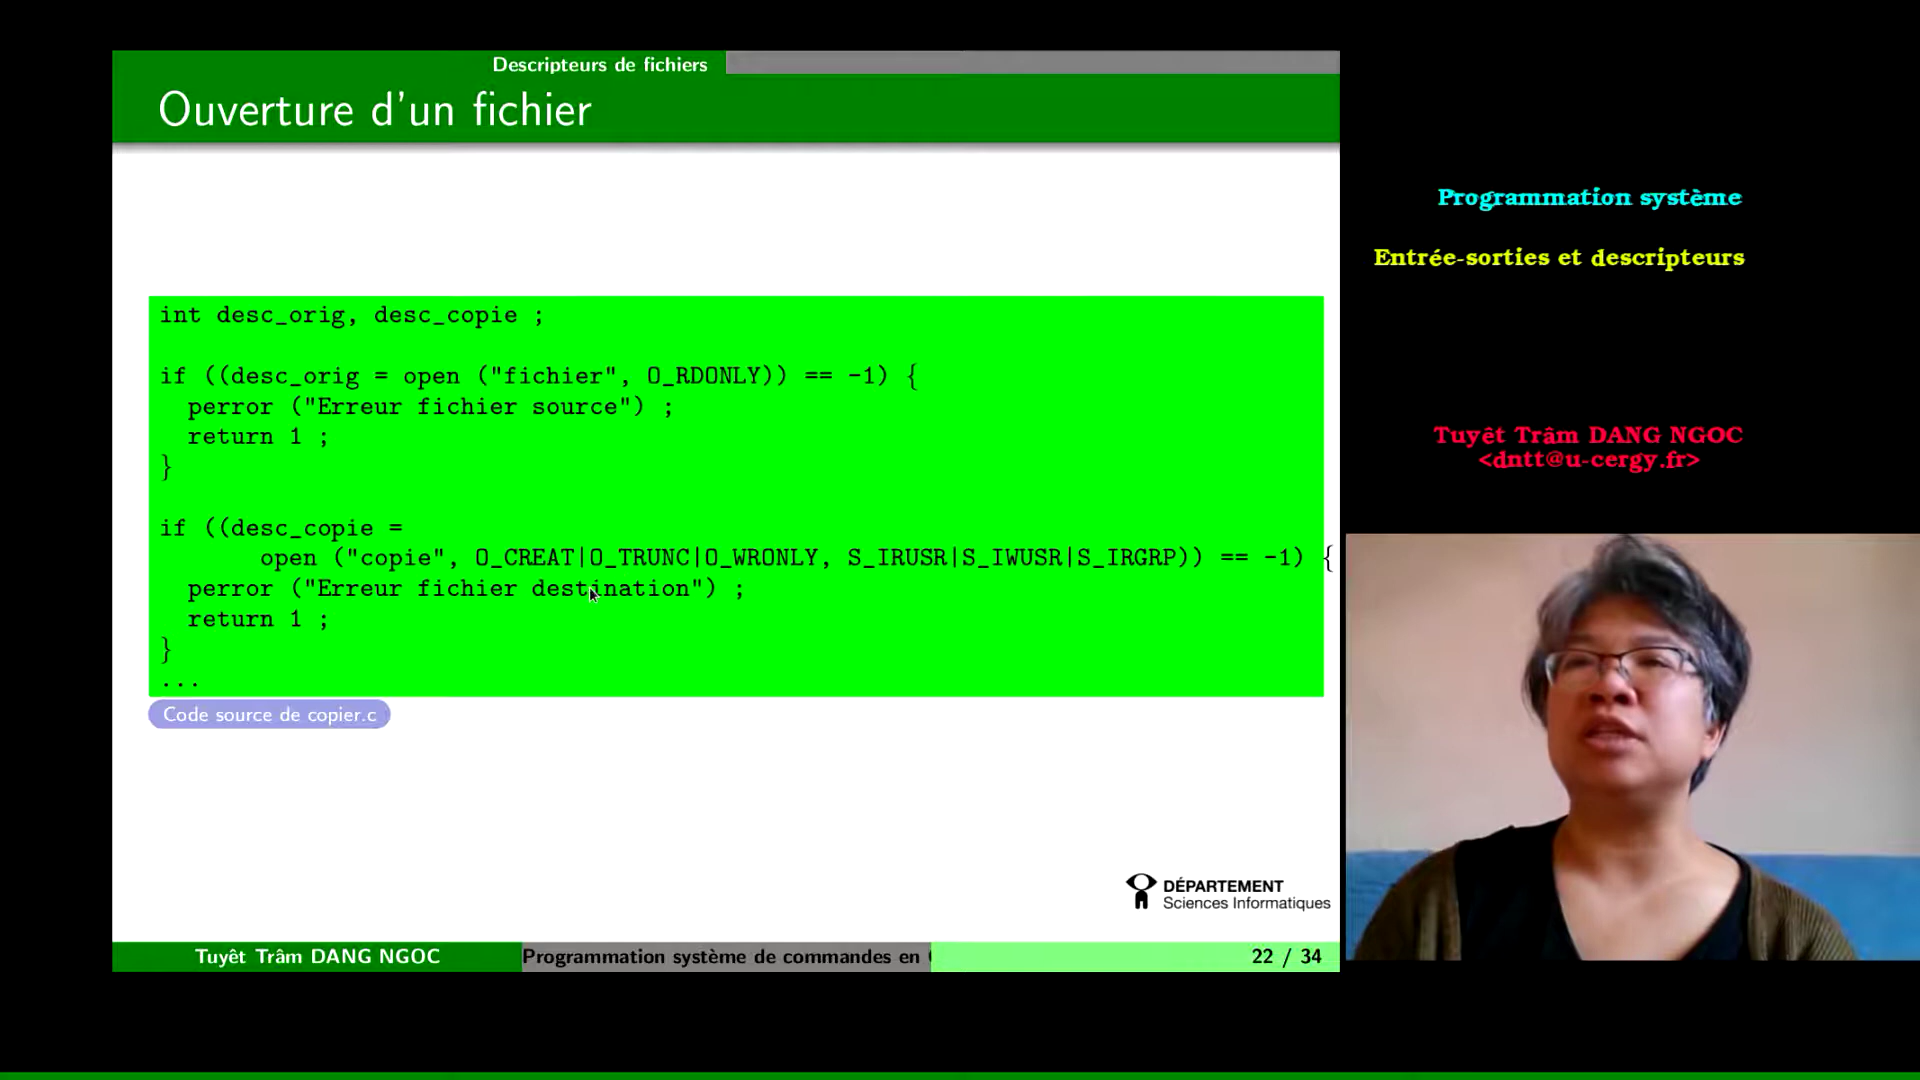 Descripteurs de fichiers
Ouverture d'un fichier
int desc_orig, desc_copie ;
if ((desc_orig = open ("fichier", O_RDONLY)) == -1) {
perror ("Erreur fichier source") ;
return 1 ;
}
if ((desc_copie =
open ("copie", O_CREAT|O_TRUNC|O_WRONLY, S_IRUSR|S_IWUSR|S_IRGRP)) == -1) {
perror ("Erreur fichier destination") ;
return 1 ;
}
...
Code source de copier.c
DÉPARTEMENT
Sciences Informatiques
Tuyêt Trâm DANG NGOC
Programmation système de commandes en
22 / 34
Programmation système
Entrée-sorties et descripteurs
Tuyêt Trâm DANG NGOC
<dntt@u-cergy.fr>